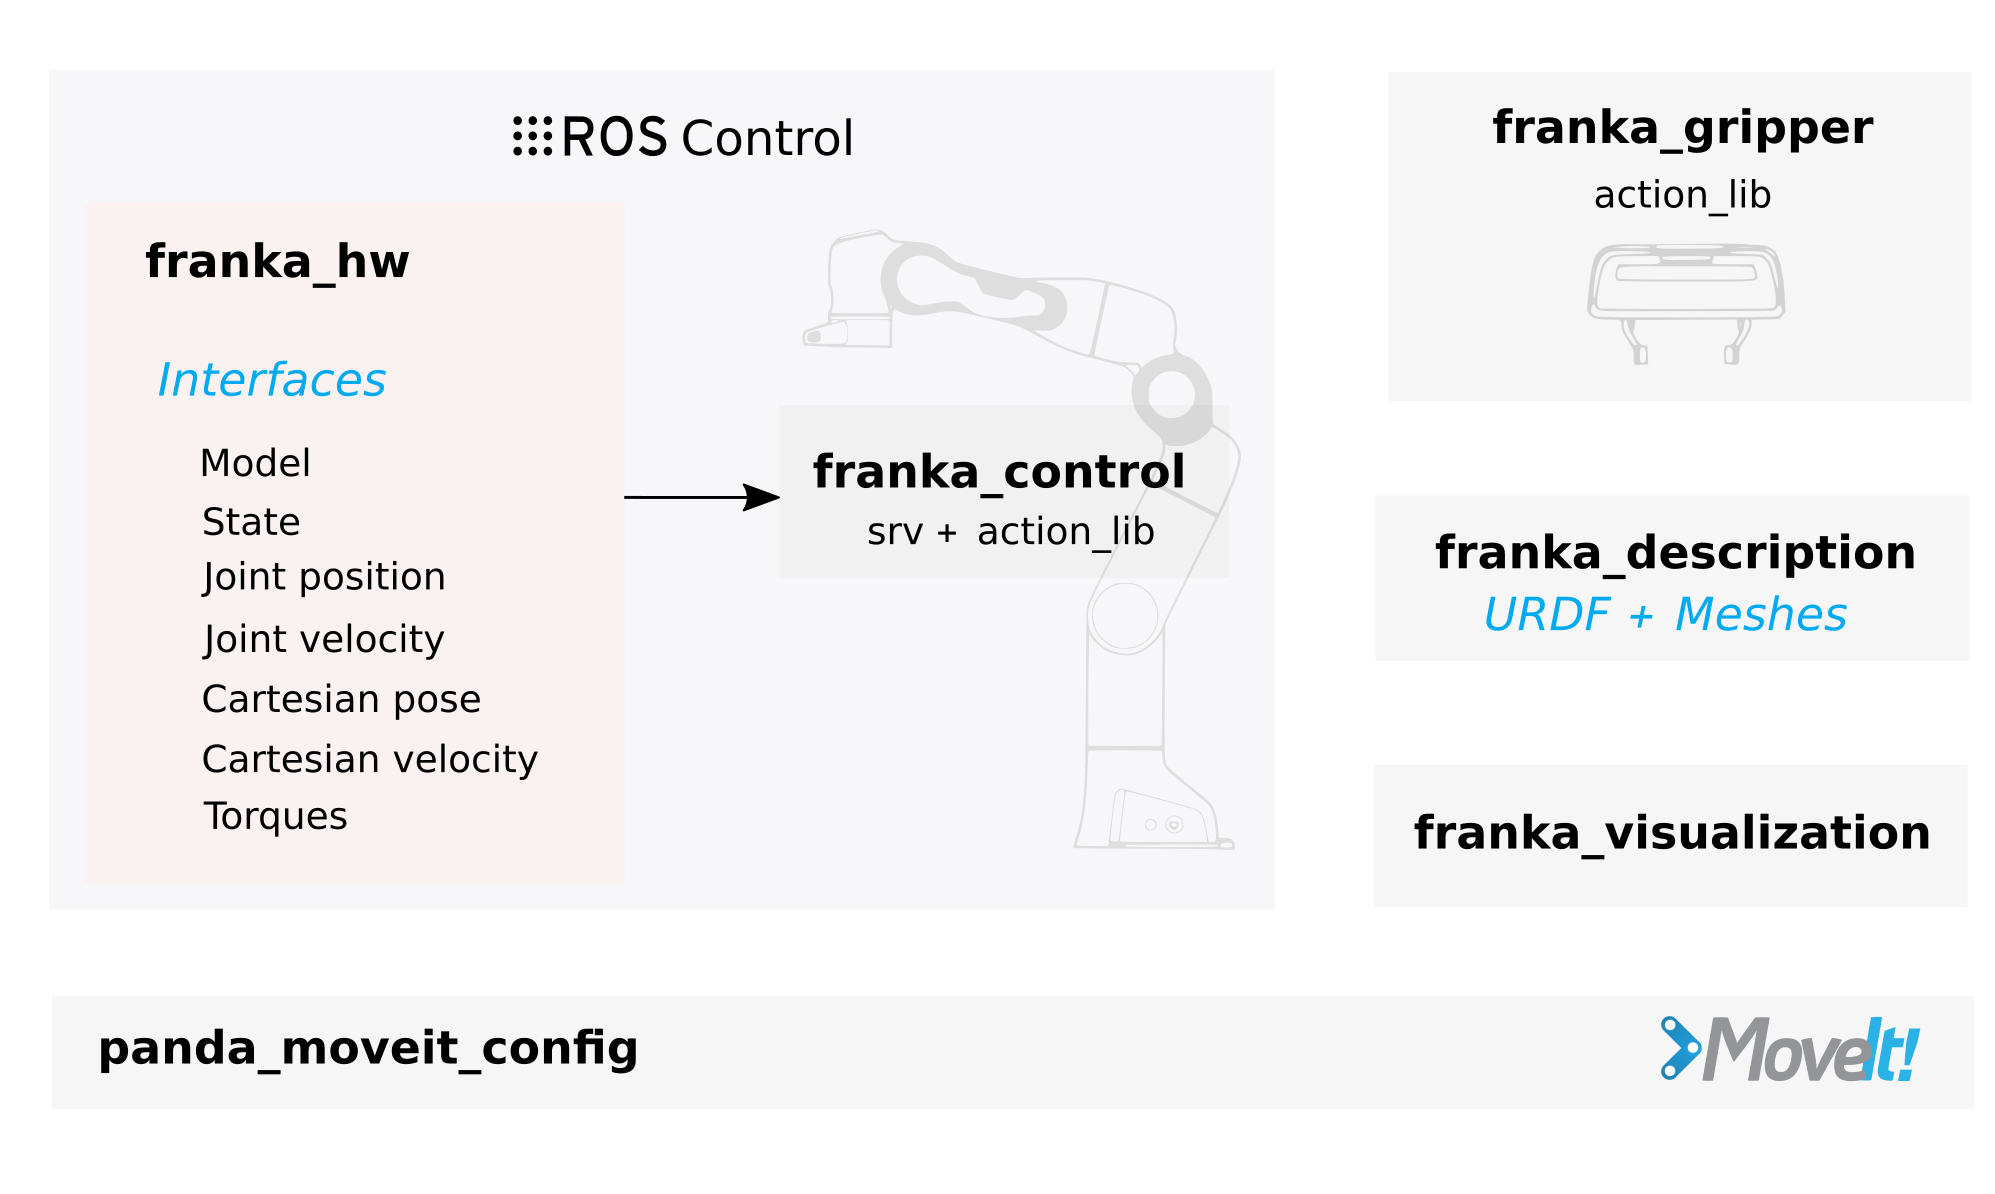 ROS Control
franka_hw
Interfaces
Model
State
Joint position
Joint velocity
Cartesian pose
Cartesian velocity
Torques
franka_control
srv + action_lib
franka_gripper
action_lib
franka_description
URDF + Meshes
franka_visualization
panda_moveit_config
MoveIt!